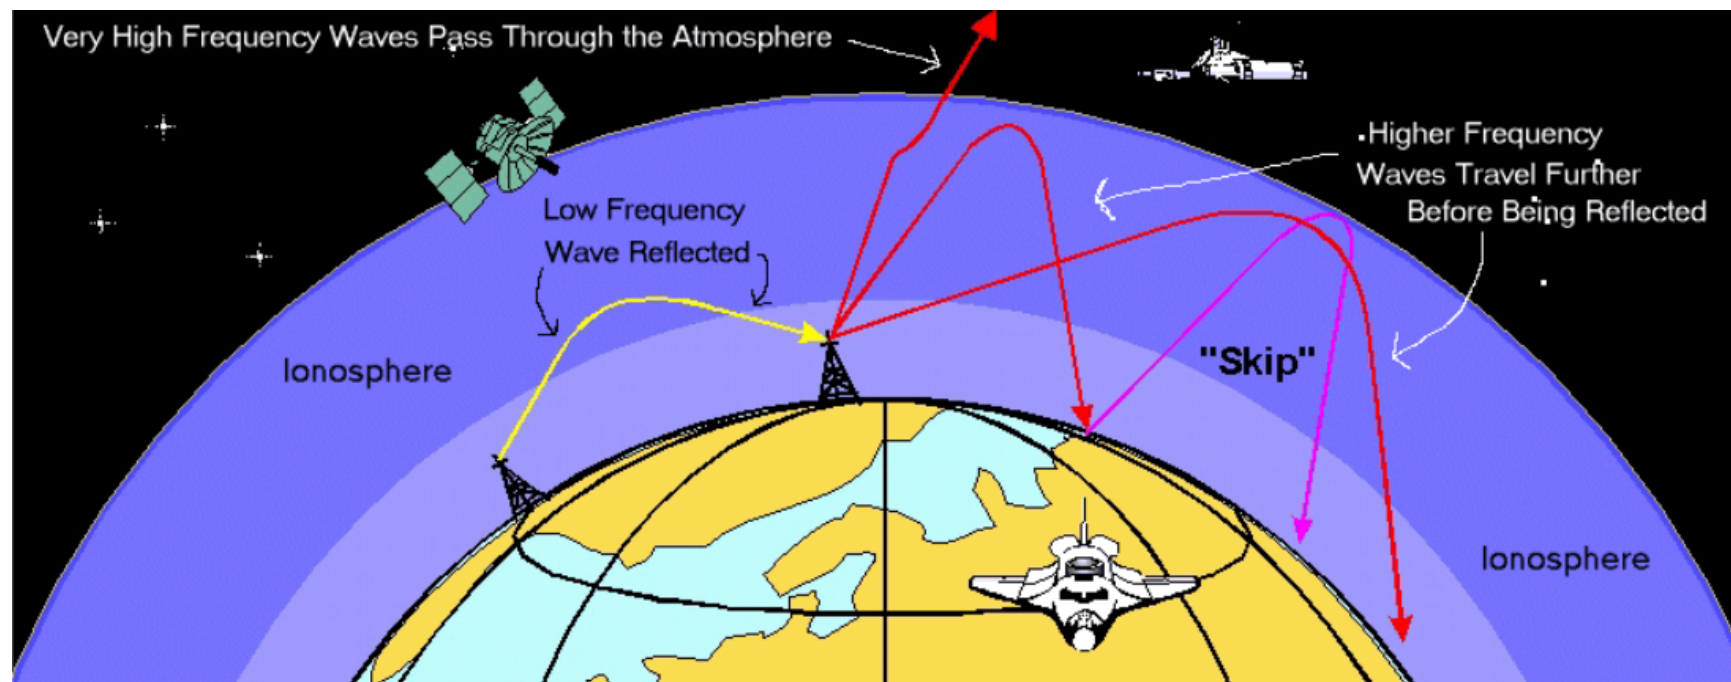 Very High Frequency Waves Pass Through the Atmosphere
Higher Frequency
Waves Travel Further
Before Being Reflected
Low Frequency
Wave Reflected
"Skip"
Ionosphere
Ionosphere